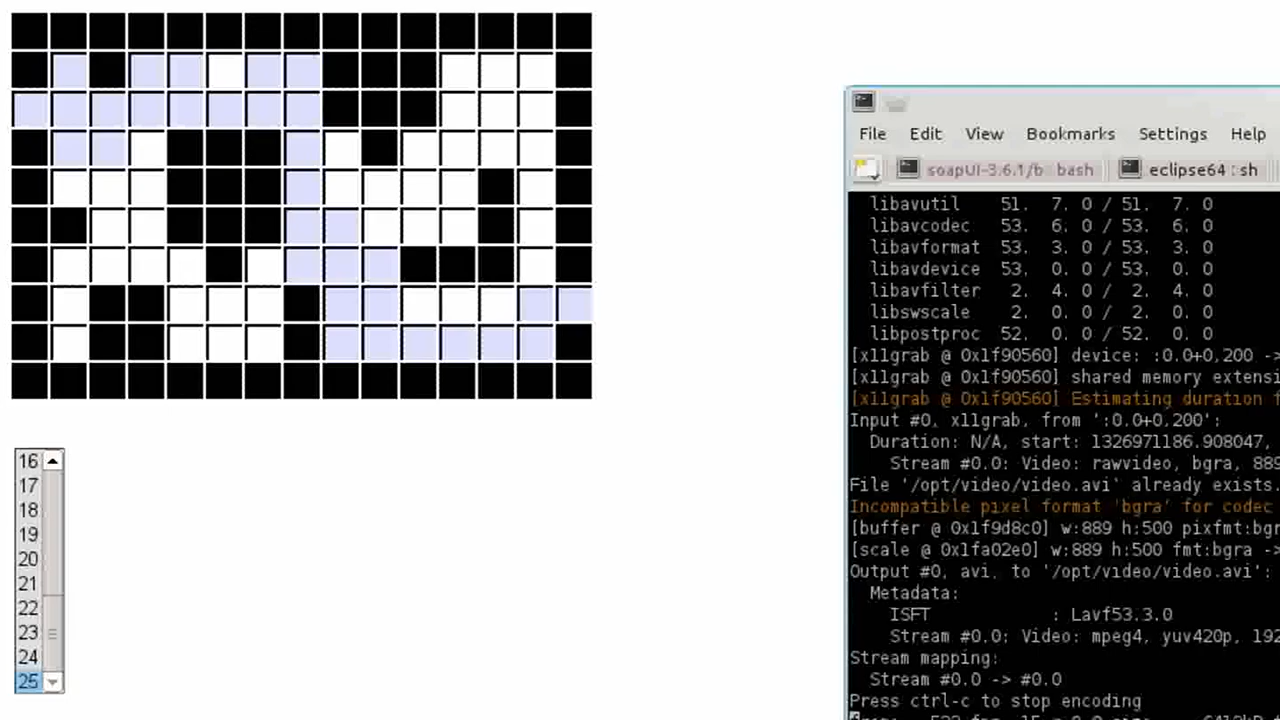 16
17
18
19
20
21
22
23
24
25
File Edit View Bookmarks Settings Help
soapUI-3.6.1/b : bash eclipse64 : sh
libavutil 51. 7. 0 / 51. 7. 0
libavcodec 53. 6. 0 / 53. 6. 0
libavformat 53. 3. 0 / 53. 3. 0
libavdevice 53. 0. 0 / 53. 0. 0
libavfilter 2. 4. 0 / 2. 4. 0
libswscale 2. 0. 0 / 2. 0. 0
libpostproc 52. 0. 0 / 52. 0. 0
[x11grab @ 0x1f90560] device: :0.0+0,200 ->
[x11grab @ 0x1f90560] shared memory extensi
[x11grab @ 0x1f90560] Estimating duration f
Input #0, x11grab, from ':0.0+0,200':
Duration: N/A, start: 1326971186.908047,
Stream #0.0: Video: rawvideo, bgra, 889
File '/opt/video/video.avi' already exists.
Incompatible pixel format 'bgra' for codec
[buffer @ 0x1f9d8c0] w:889 h:500 pixfmt:bgr
[scale @ 0x1fa02e0] w:889 h:500 fmt:bgra ->
Output #0, avi, to '/opt/video/video.avi':
Metadata:
ISFT : Lavf53.3.0
Stream #0.0: Video: mpeg4, yuv420p, 192
Stream mapping:
Stream #0.0 -> #0.0
Press ctrl-c to stop encoding